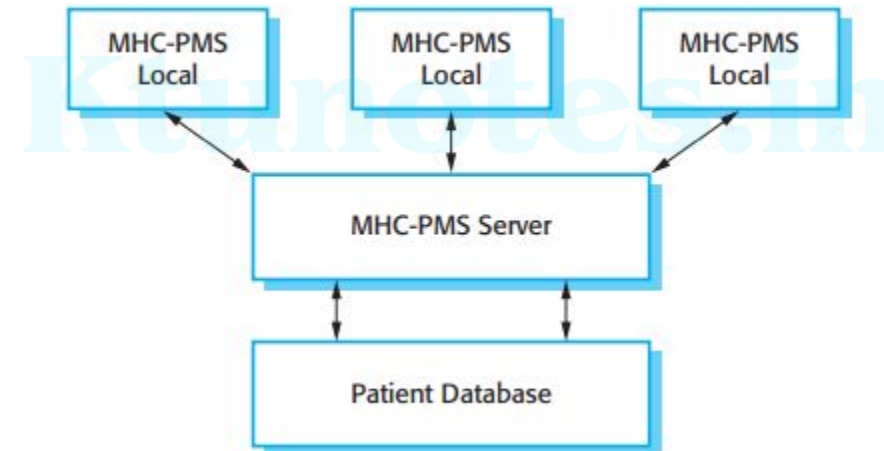 MHC-PMS MHC-PMS MHC-PMS
Local Local Local
Ktunotes.in
MHC-PMS Server
Patient Database